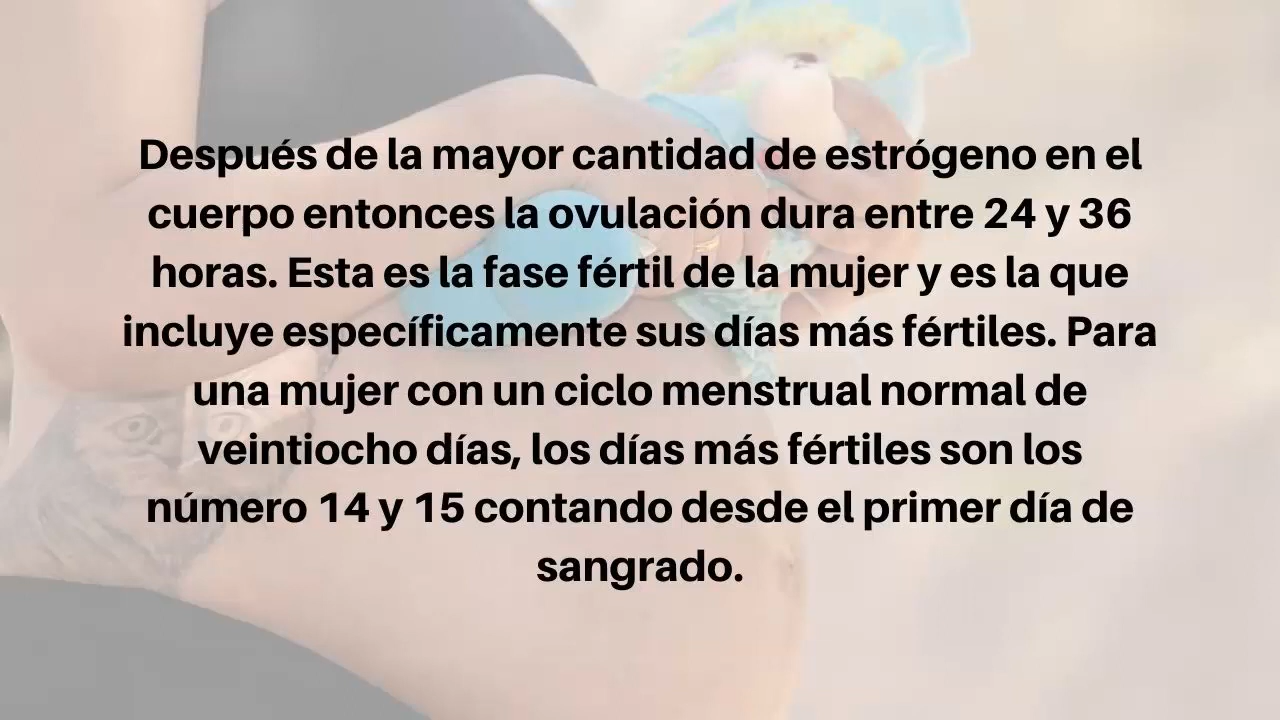 Después de la mayor cantidad de estrógeno en el
cuerpo entonces la ovulación dura entre 24 y 36
horas. Esta es la fase fértil de la mujer y es la que
incluye específicamente sus días más fértiles. Para
una mujer con un ciclo menstrual normal de
veintiocho días, los días más fértiles son los
número 14 y 15 contando desde el primer día de
sangrado.